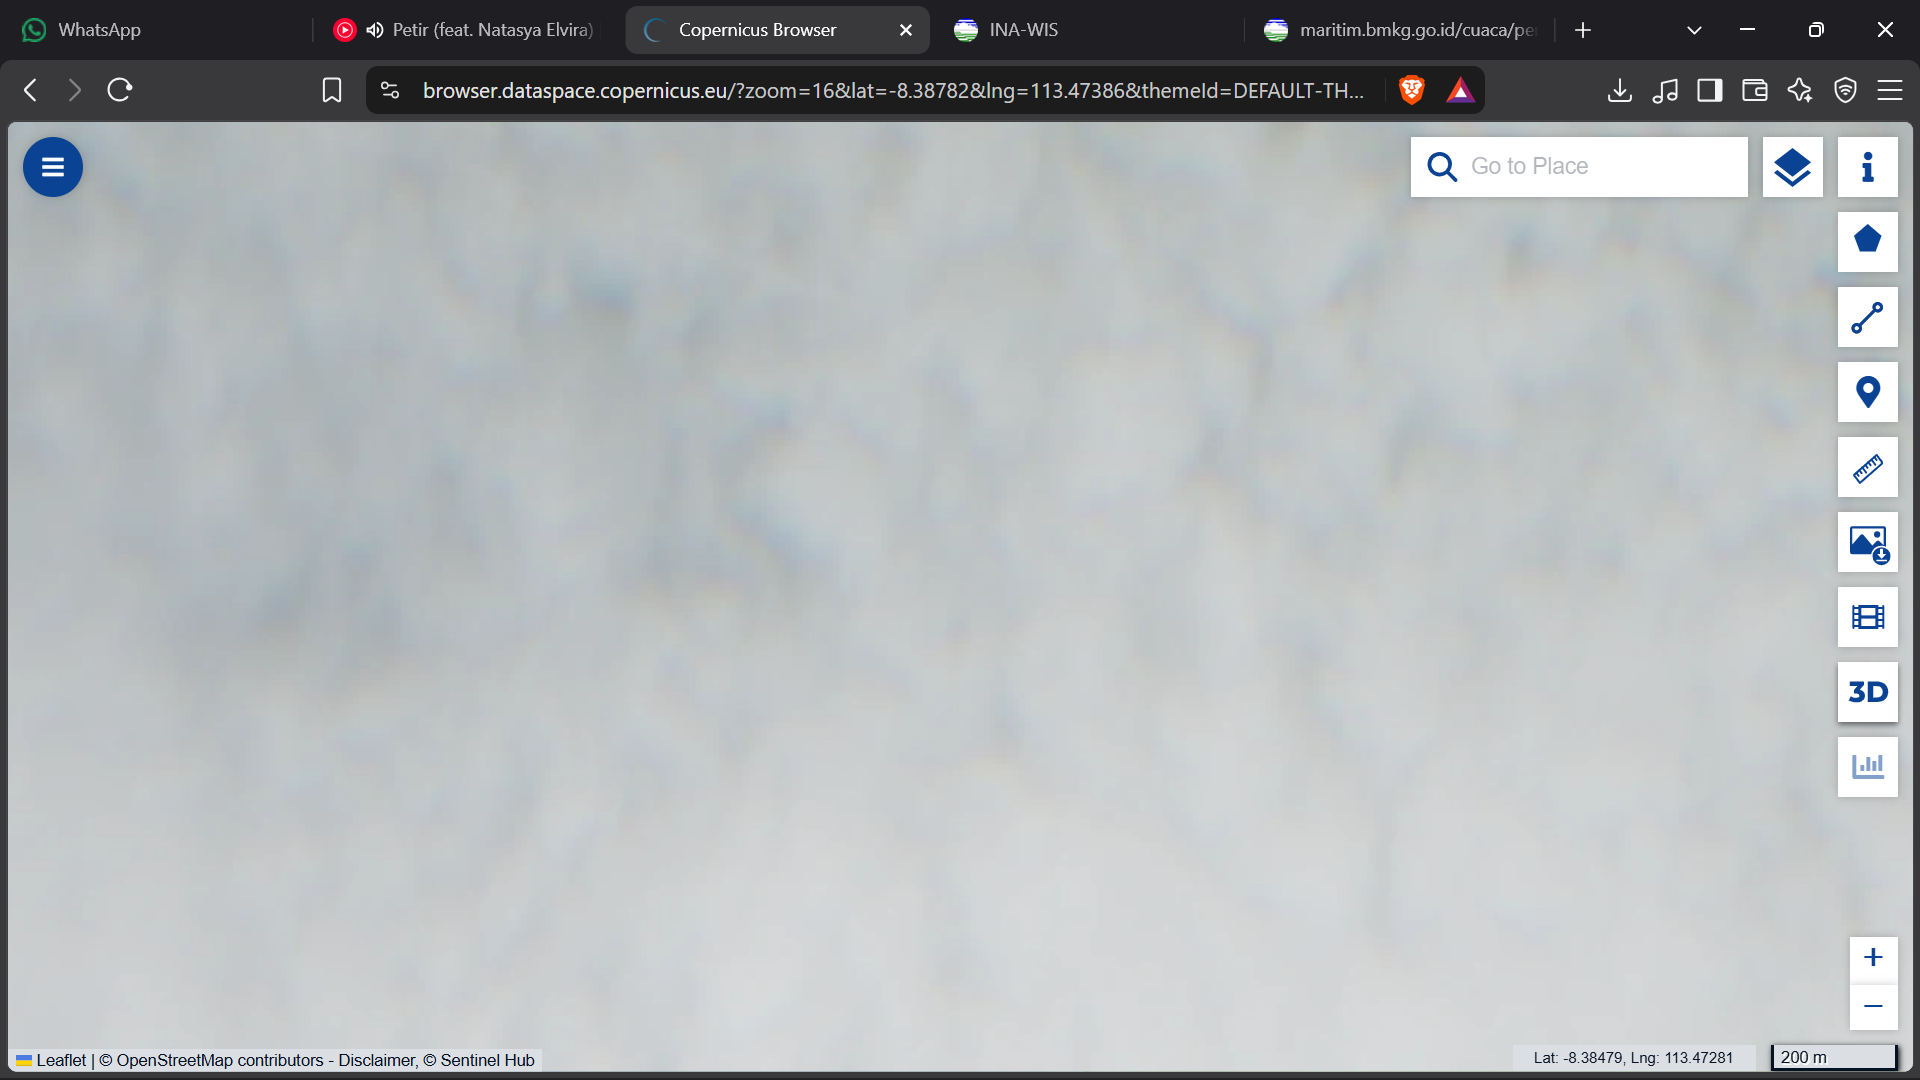 WhatsApp
Petir (feat. Natasya Elvira)
Copernicus Browser
INA-WIS
maritim.bmkg.go.id/cuaca/pe
browser.dataspace.copernicus.eu/?zoom=16&lat=-8.38782&lng=113.47386&themeId=DEFAULT-TH...
Go to Place
3D
Leaflet | © OpenStreetMap contributors - Disclaimer, © Sentinel Hub
Lat: -8.38479, Lng: 113.47281
200 m